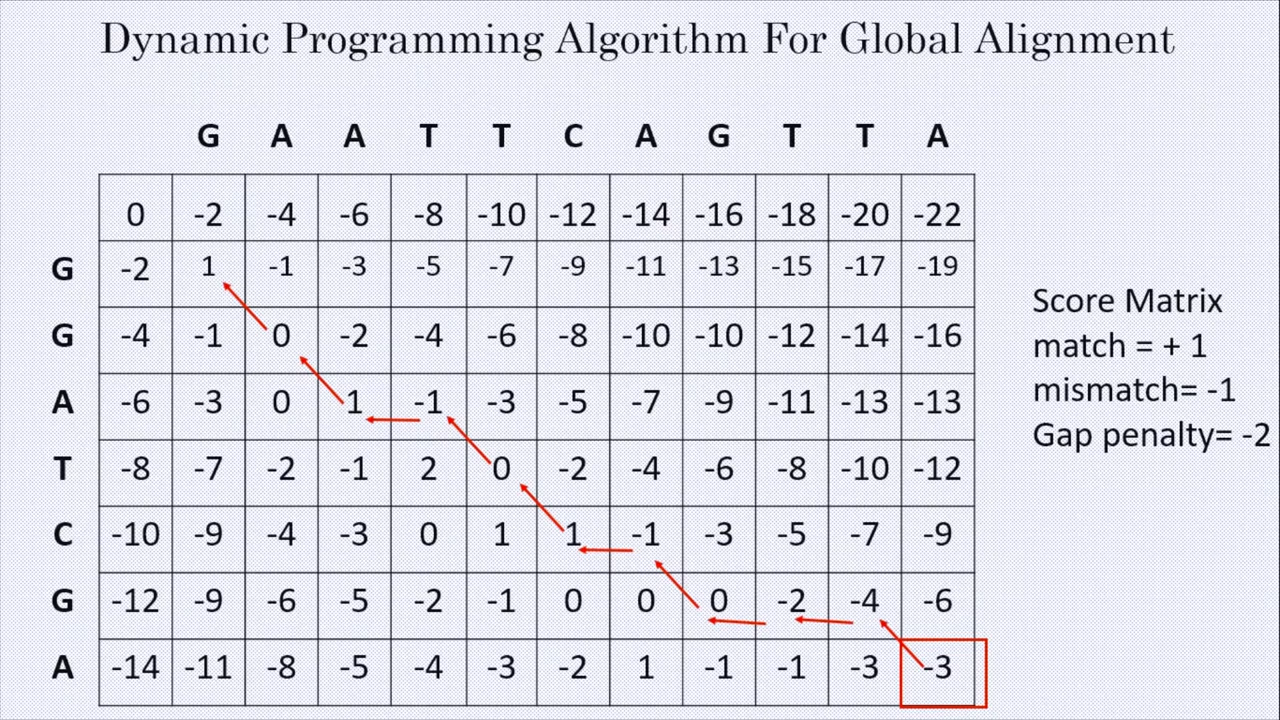 Dynamic Programming Algorithm For Global Alignment
G A A T T C A G T T A
0 -2 -4 -6 -8 -10 -12 -14 -16 -18 -20 -22
G -2 1 -1 -3 -5 -7 -9 -11 -13 -15 -17 -19
G -4 -1 0 -2 -4 -6 -8 -10 -10 -12 -14 -16
A -6 -3 0 1 -1 -3 -5 -7 -9 -11 -13 -13
T -8 -7 -2 -1 2 0 -2 -4 -6 -8 -10 -12
C -10 -9 -4 -3 0 1 1 -1 -3 -5 -7 -9
G -12 -9 -6 -5 -2 -1 0 0 0 -2 -4 -6
A -14 -11 -8 -5 -4 -3 -2 1 -1 -1 -3 -3
Score Matrix
match = + 1
mismatch= -1
Gap penalty= -2